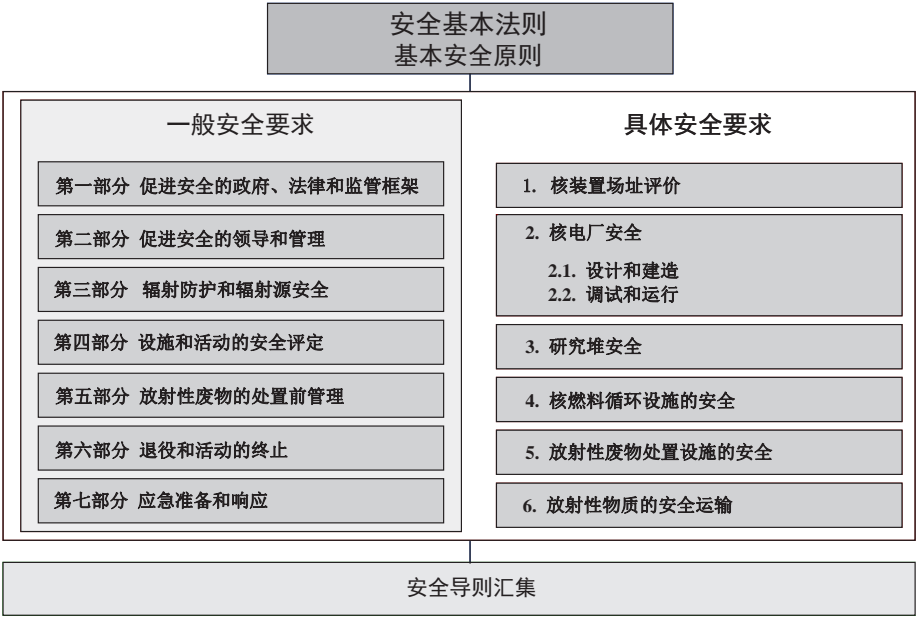 安全基本法则
基本安全原则
一般安全要求
第一部分 促进安全的政府、法律和监管框架
第二部分 促进安全的领导和管理
第三部分 辐射防护和辐射源安全
第四部分 设施和活动的安全评定
第五部分 放射性废物的处置前管理
第六部分 退役和活动的终止
第七部分 应急准备和响应
具体安全要求
1. 核装置场址评价
2. 核电厂安全
2.1. 设计和建造
2.2. 调试和运行
3. 研究堆安全
4. 核燃料循环设施的安全
5. 放射性废物处置设施的安全
6. 放射性物质的安全运输
安全导则汇集